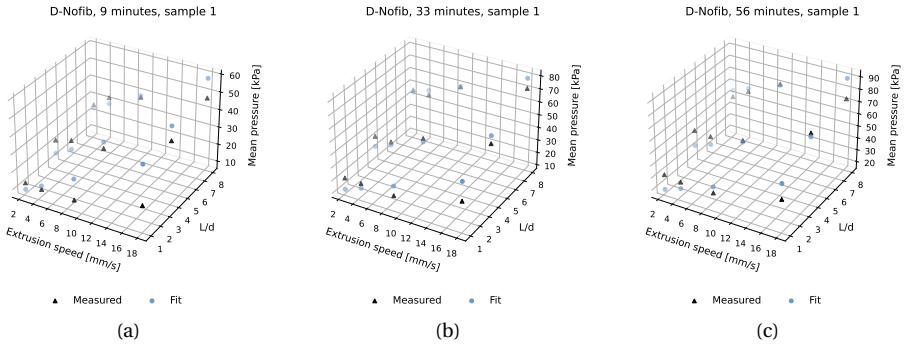 D-Nofib, 9 minutes, sample 1
60
50
40
30
20
10
Mean pressure [kPa]
8
7
6
5
4
2
1
L/d
2 4 6 8 10 12 14 16 18
Extrusion speed [mm/s]
Measured Fit
(a)
D-Nofib, 33 minutes, sample 1
80
70
60
50
40
30
20
10
Mean pressure [kPa]
8
7
6
5
4
2
1
L/d
2 4 6 8 10 12 14 16 18
Extrusion speed [mm/s]
Measured Fit
(b)
D-Nofib, 56 minutes, sample 1
90
80
70
60
50
40
30
20
Mean pressure [kPa]
8
7
6
5
4
2
1
L/d
2 4 6 8 10 12 14 16 18
Extrusion speed [mm/s]
Measured Fit
(c)